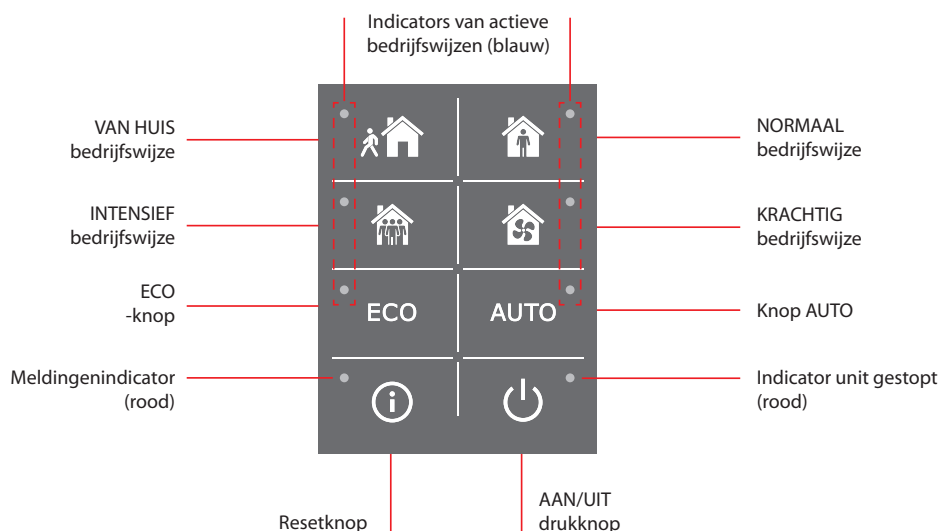 Indicators van actieve
bedrijfswijzen (blauw)
VAN HUIS
bedrijfswijze
NORMAAL
bedrijfswijze
INTENSIEF
bedrijfswijze
KRACHTIG
bedrijfswijze
ECO
-knop
ECO
AUTO
Knop AUTO
Meldingenindicator
(rood)
i
Indicator unit gestopt
(rood)
Resetknop
AAN/UIT
drukknop